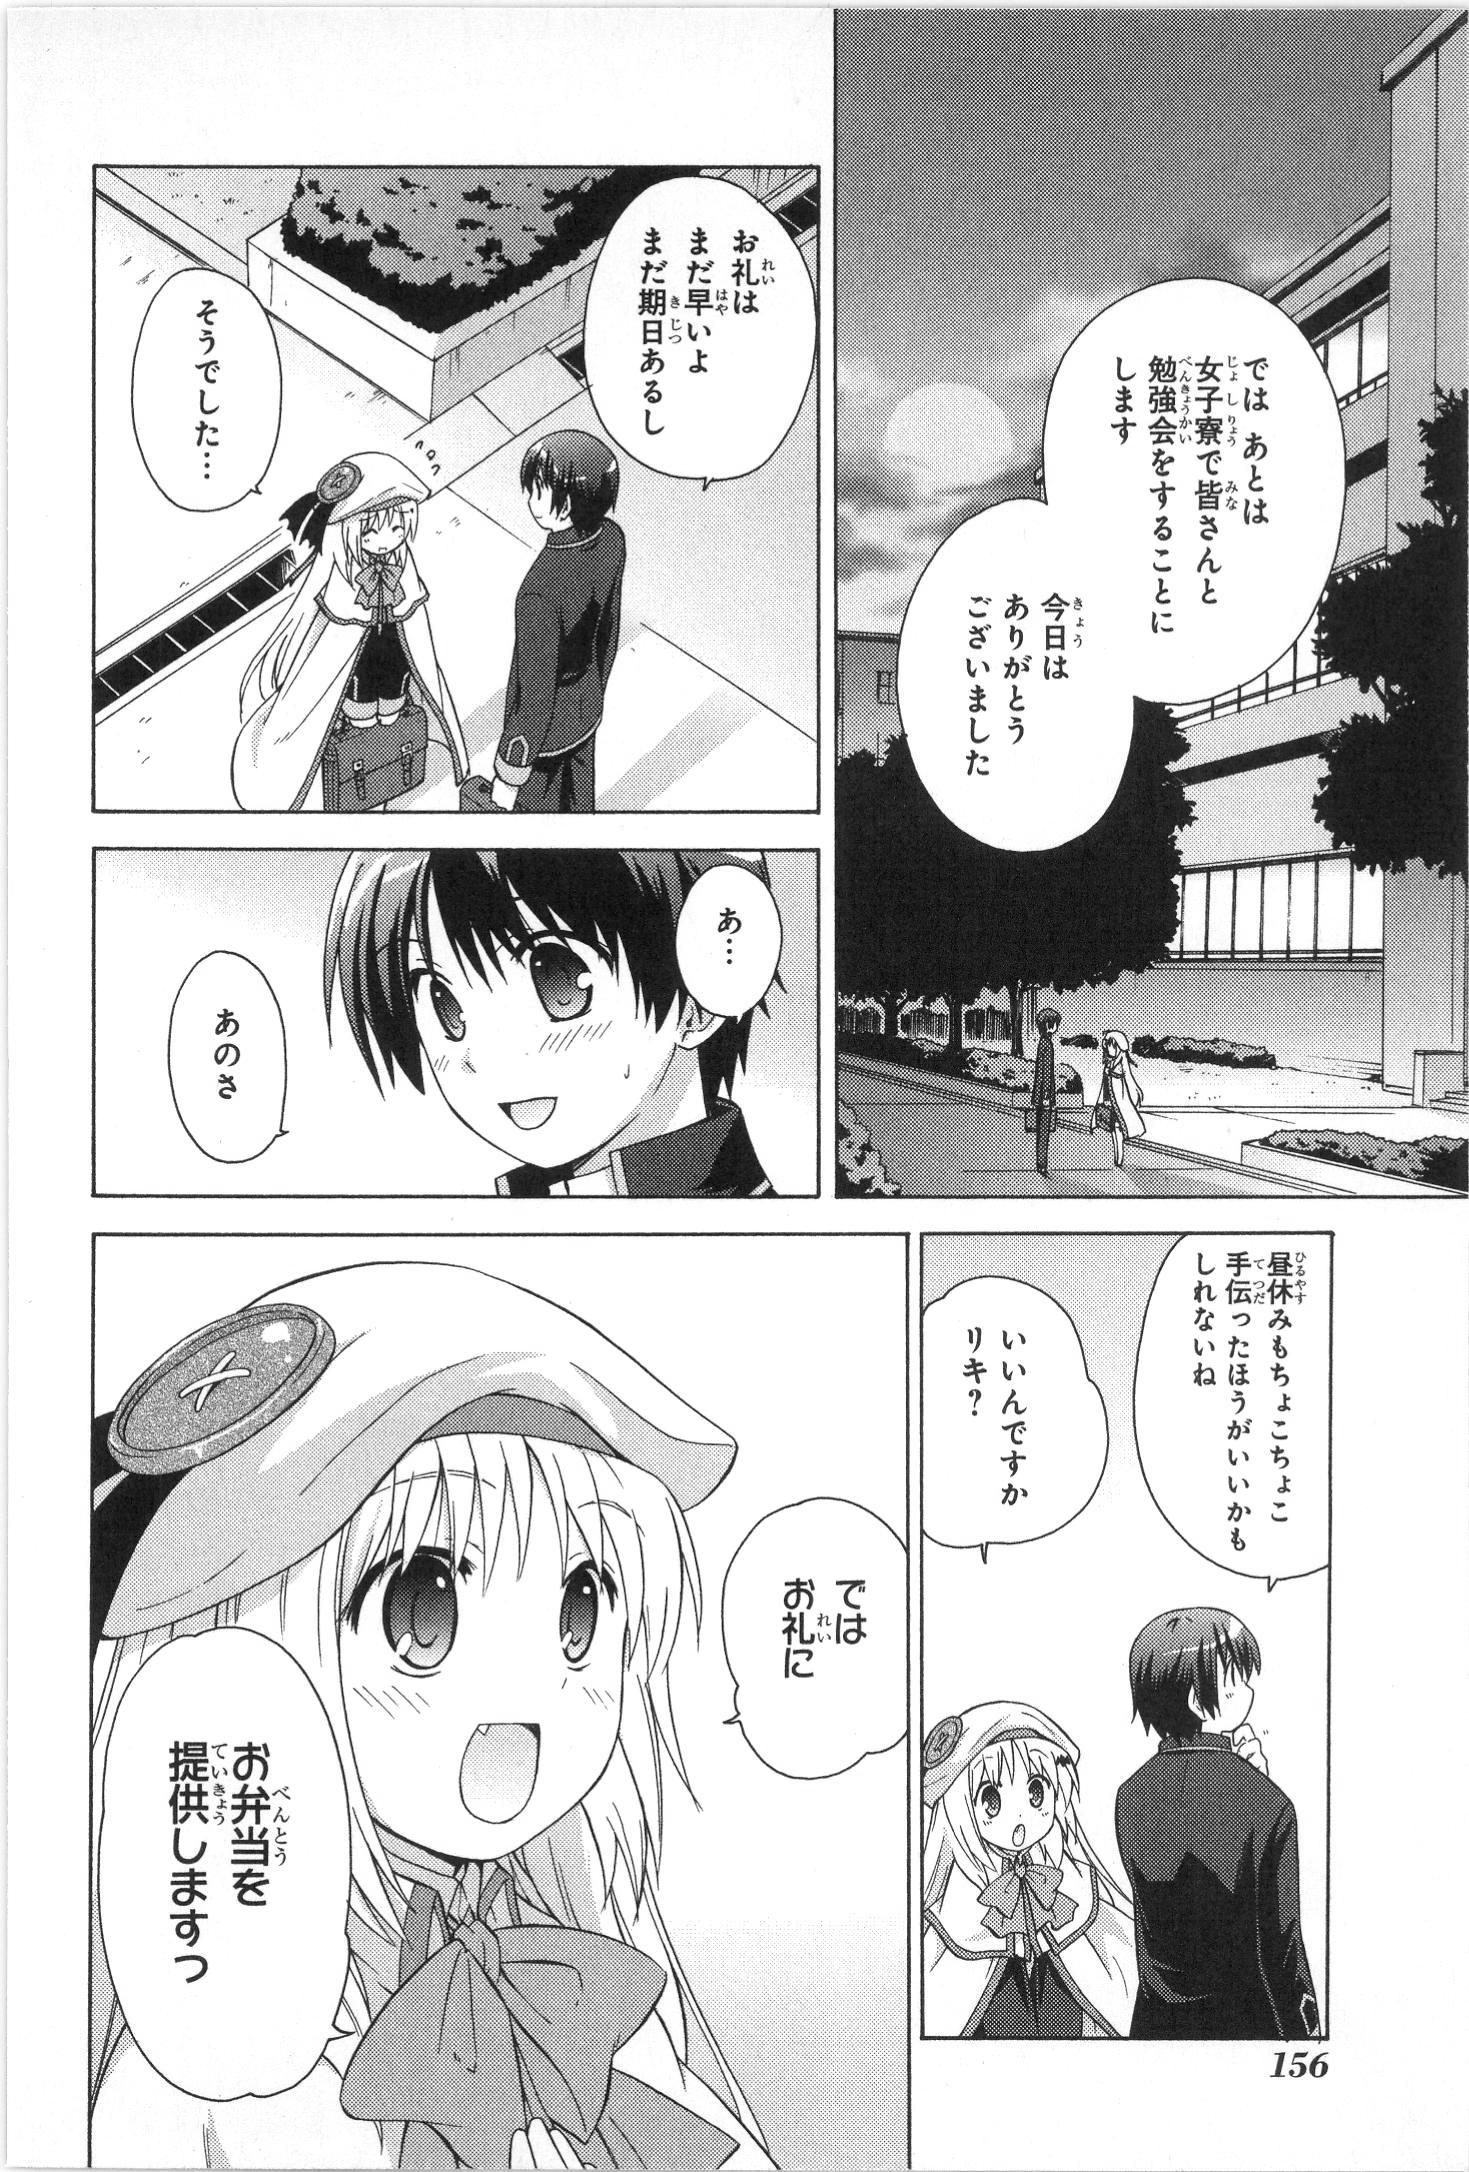 では あとは
女子寮で皆さんと
勉強会をすることに
します
今日は
ありがとう
ございました
お礼は
まだ早いよ
まだ期日あるし
そうでした…
あ…
あのさ
昼休みもちょこちょこ
手伝ったほうがいいかも
しれないね
いいんですか
リキ?
では
お礼に
お弁当を
提供しますっ
156